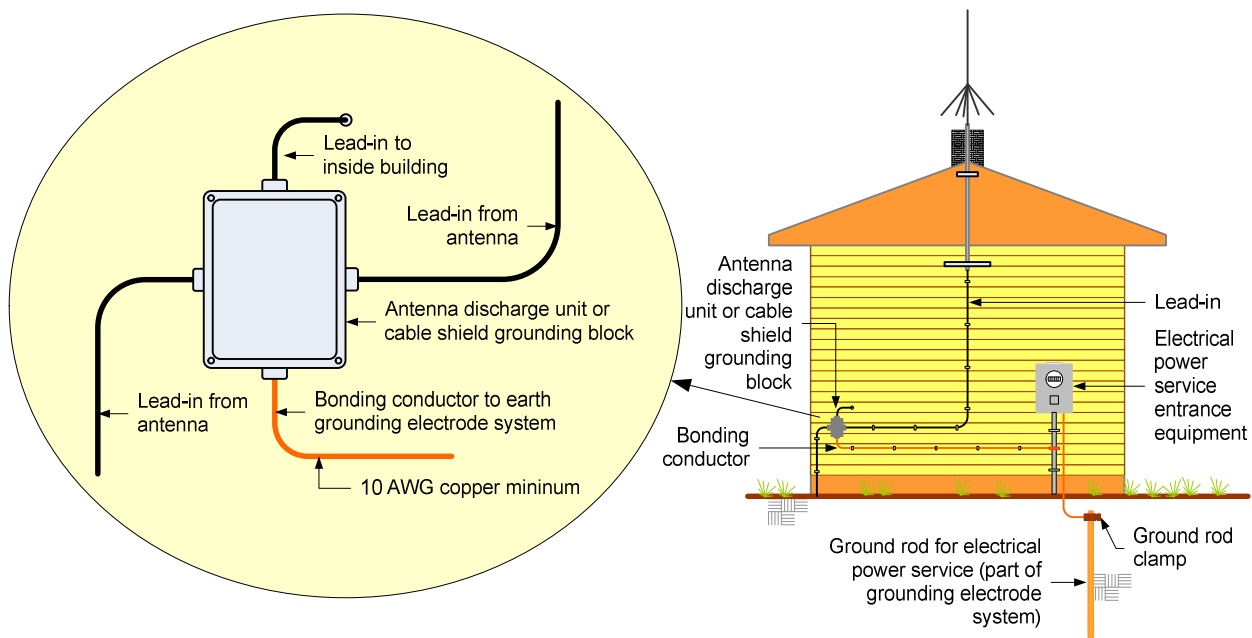 Lead-in to
inside building
Lead-in from
antenna
Antenna discharge unit or
cable shield grounding block
Lead-in from
antenna
Bonding conductor to earth
grounding electrode system
10 AWG copper mininum
Antenna
discharge
unit or cable
shield
grounding
block
Bonding
conductor
Lead-in
Electrical
power
service
entrance
equipment
Ground rod for electrical
power service (part of
grounding electrode
system)
Ground rod
clamp